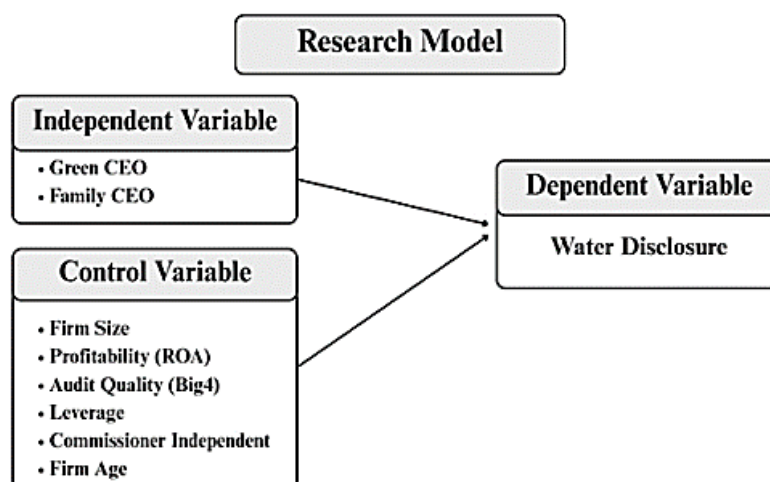 Research Model
Independent Variable
• Green CEO
• Family CEO
Control Variable
• Firm Size
• Profitability (ROA)
• Audit Quality (Big4)
• Leverage
• Commissioner Independent
• Firm Age
Dependent Variable
Water Disclosure